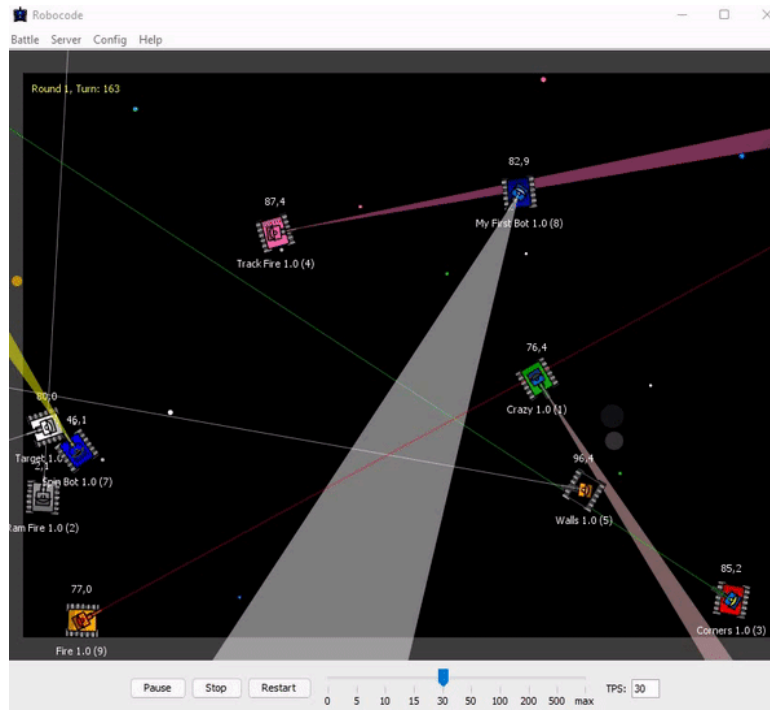 Robocode
Battle Server Config Help
Round 1, Turn: 163
82,9
My First Bot 1.0 (8)
87,4
Track Fire 1.0 (4)
76,4
Crazy 1.0 (1)
80,0
46,1
Target 1.0
Spin Bot 1.0 (7)
2,1
Ram Fire 1.0 (2)
96,4
Walls 1.0 (5)
85,2
Corners 1.0 (3)
77,0
Fire 1.0 (9)
Pause Stop Restart
0 5 10 15 30 50 100 200 500 max
TPS: 30